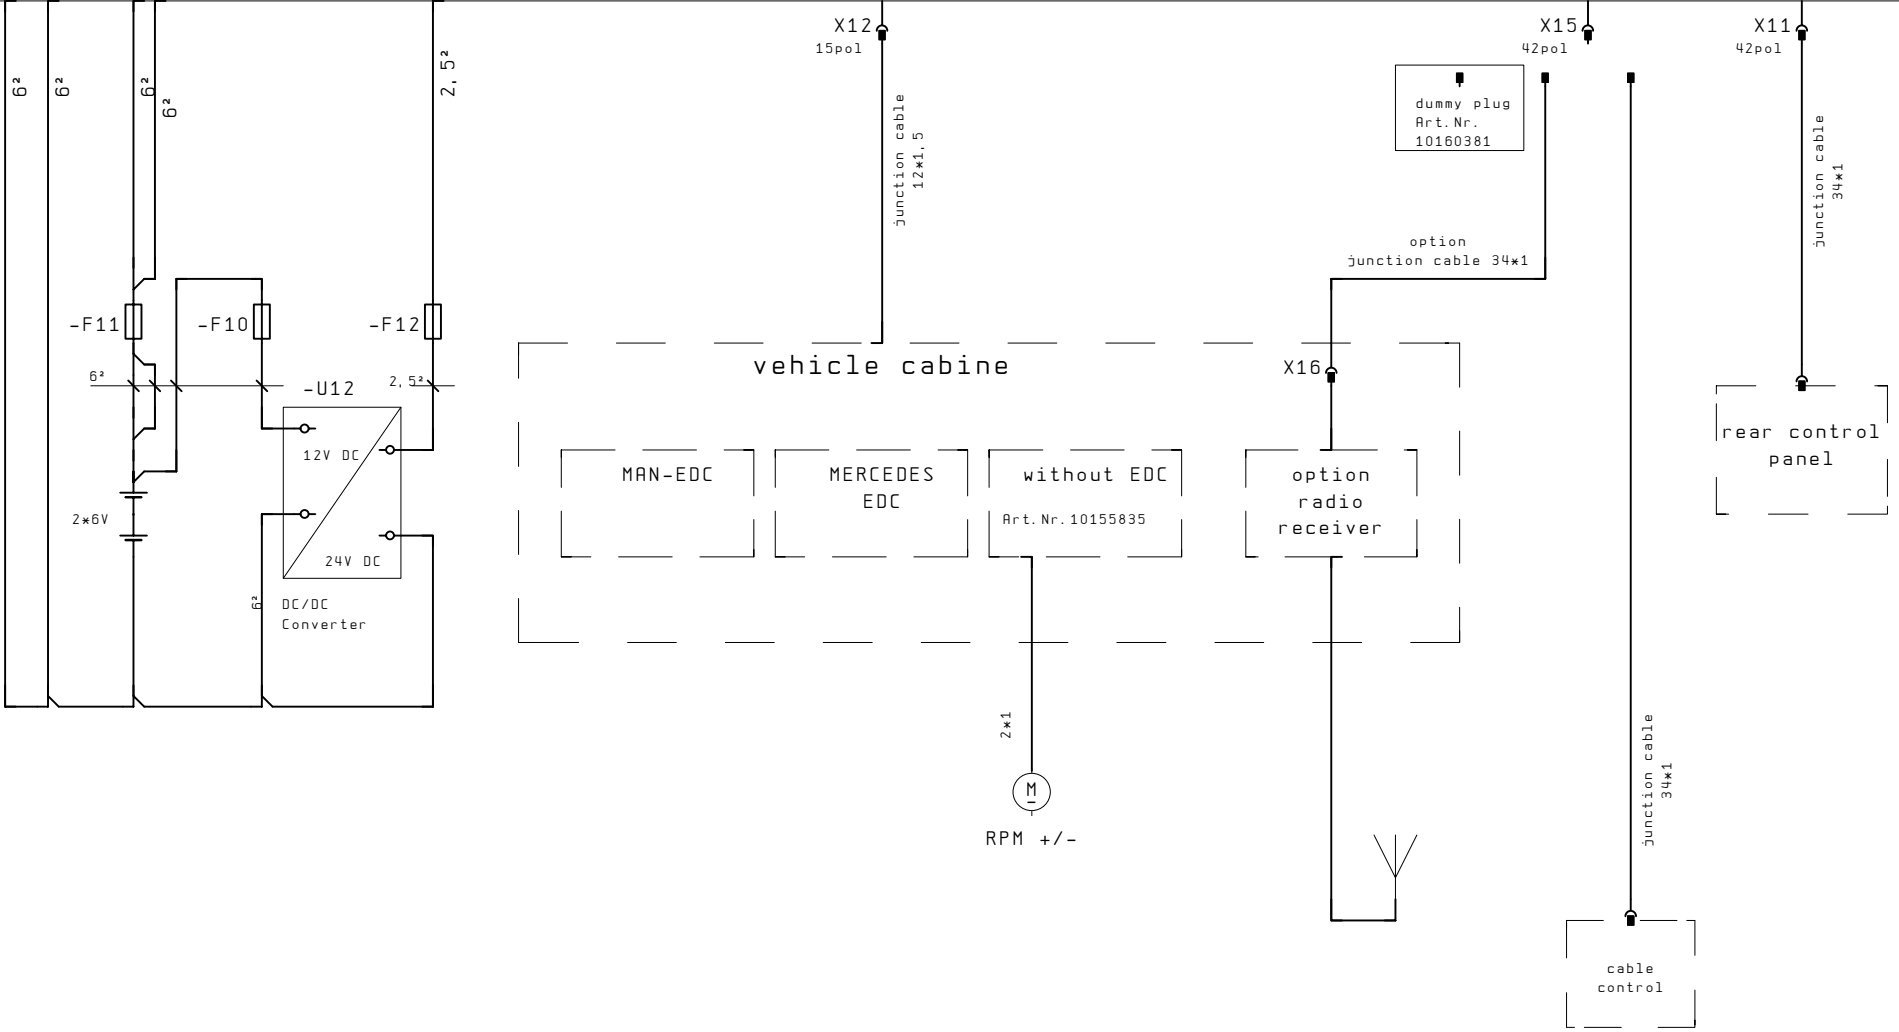 X12
15pol
X15
42pol
X11
42pol
6²
6²
6²
6²
2,5²
junction cable
12*1,5
dummy plug
Art.Nr.
10160381
junction cable
34*1
option
junction cable 34*1
-F11
-F10
-F12
vehicle cabine
X16
6²
-U12
2,5²
12V DC
24V DC
2*6V
6²
DC/DC
Converter
MAN-EDC
MERCEDES
EDC
without EDC
Art.Nr.10155835
option
radio
receiver
rear control
panel
2*1
M
RPM +/-
junction cable
34*1
cable
control